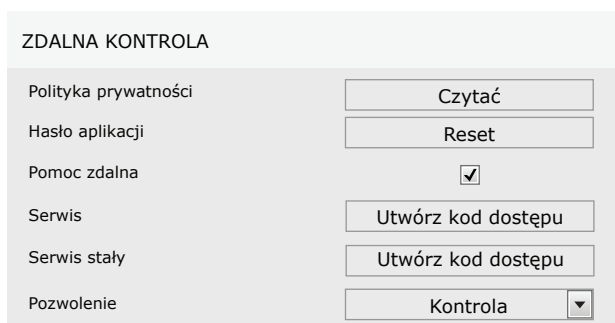 ZDALNA KONTROLA
Polityka prywatności Czytać
Hasło aplikacji Reset
Pomoc zdalna
Serwis Utwórz kod dostępu
Serwis stały Utwórz kod dostępu
Pozwolenie Kontrola